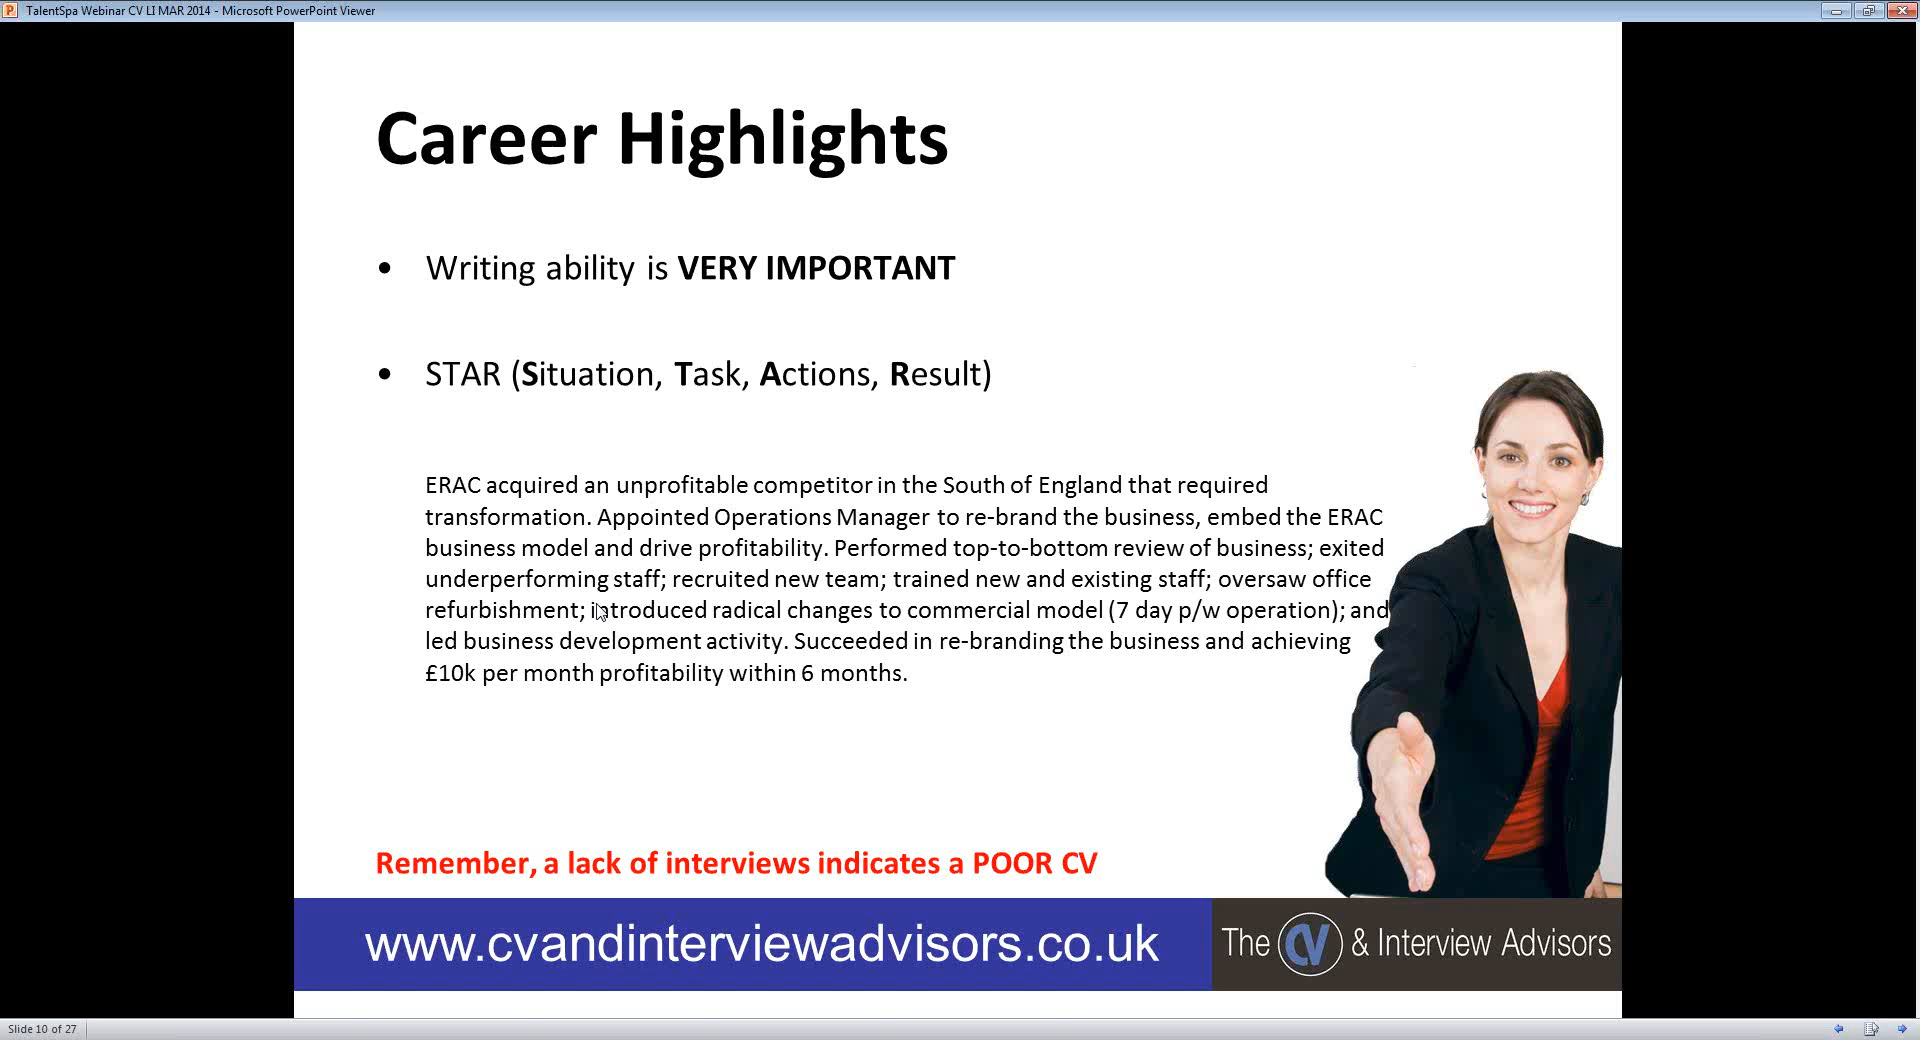 TalentSpa Webinar CV LI MAR 2014 - Microsoft PowerPoint Viewer
Career Highlights
• Writing ability is VERY IMPORTANT
• STAR (Situation, Task, Actions, Result)
ERAC acquired an unprofitable competitor in the South of England that required
transformation. Appointed Operations Manager to re-brand the business, embed the ERAC
business model and drive profitability. Performed top-to-bottom review of business; exited
underperforming staff; recruited new team; trained new and existing staff; oversaw office
refurbishment; introduced radical changes to commercial model (7 day p/w operation); and
led business development activity. Succeeded in re-branding the business and achieving
£10k per month profitability within 6 months.
Remember, a lack of interviews indicates a POOR CV
www.cvandinterviewadvisors.co.uk
The CV & Interview Advisors
Slide 10 of 27